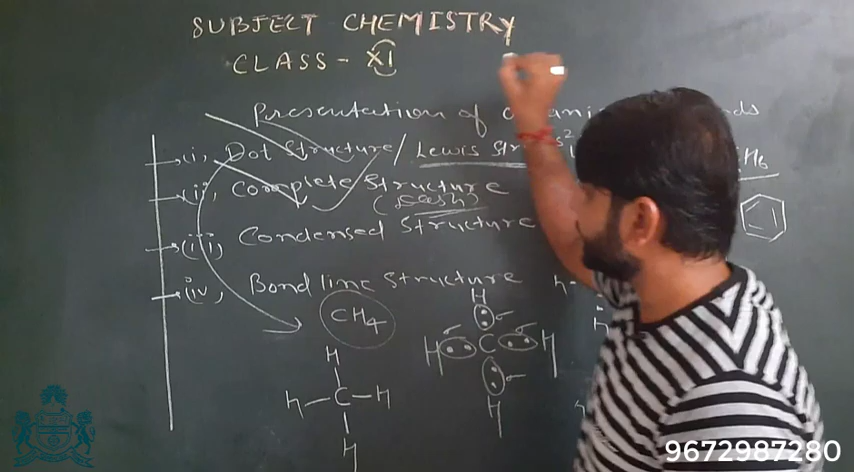 SUBJECT CHEMISTRY
CLASS - XI
Presentation of
(i) Dot Structure / Lewis
(ii) Complete Structure
(Dash)
(iii) Condensed Structure
(iv) Bond line Structure
CH4
H
H C H
H
H
H - C - H
H
9672987280